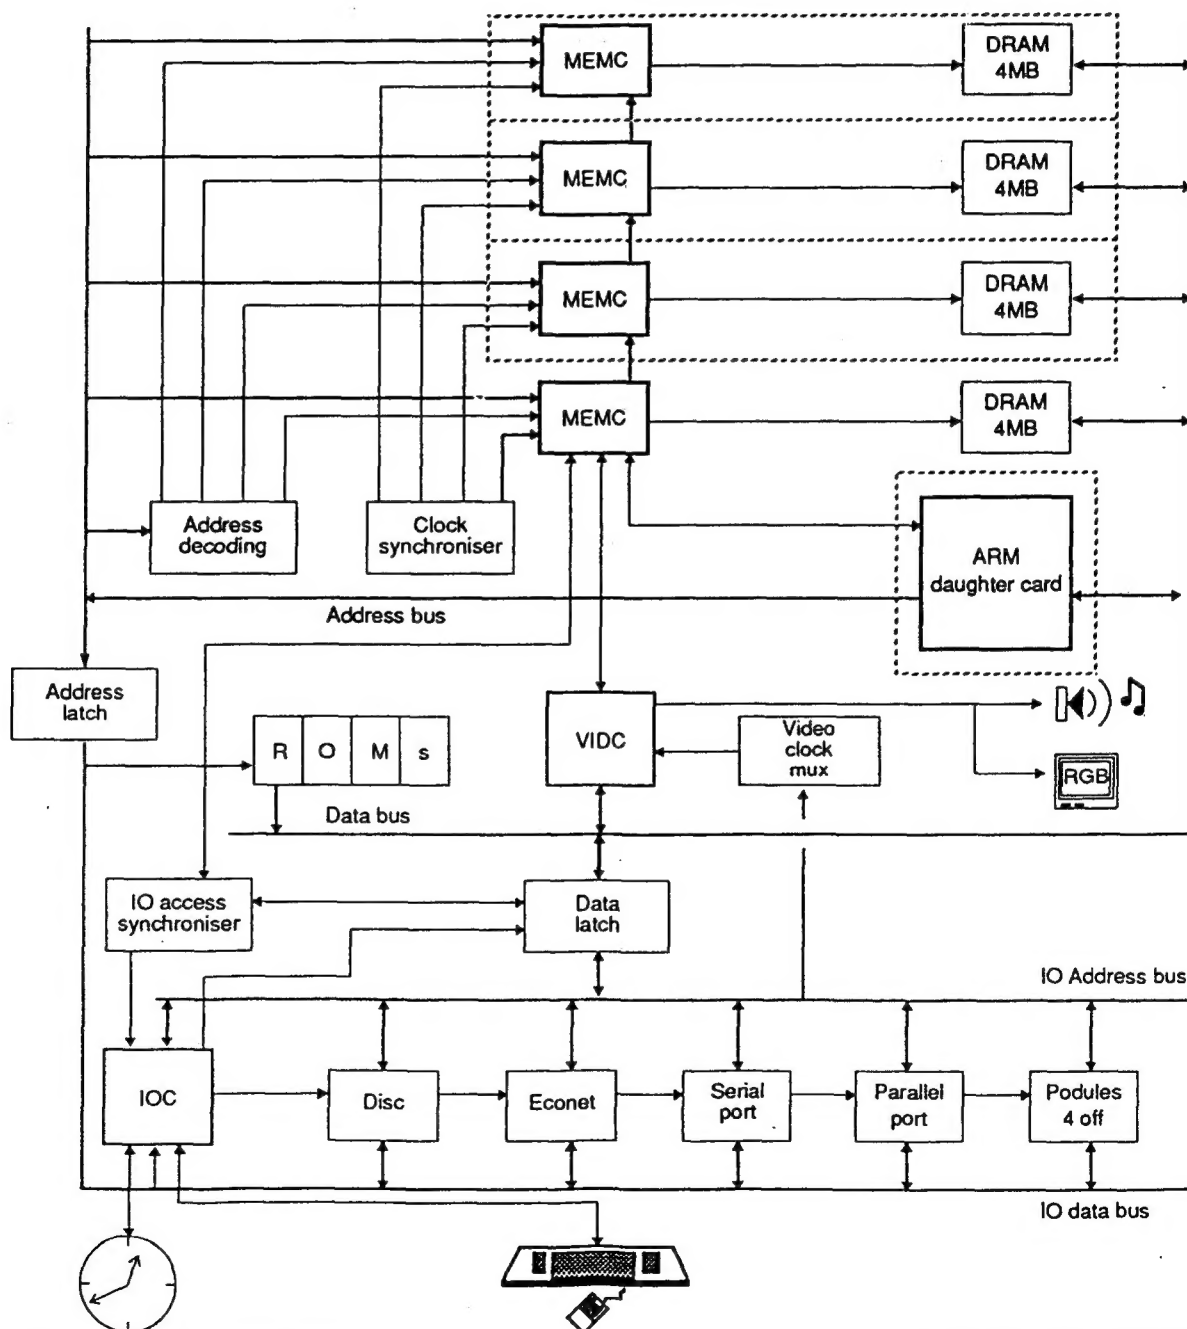 MEMC
DRAM
4MB
MEMC
DRAM
4MB
MEMC
DRAM
4MB
MEMC
DRAM
4MB
Address
decoding
Clock
synchroniser
ARM
daughter card
Address bus
Address
latch
R O M s
VIDC
Video
clock
mux
RGB
Data bus
IO access
synchroniser
Data
latch
IO Address bus
IOC
Disc
Econet
Serial
port
Parallel
port
Podules
4 off
IO data bus